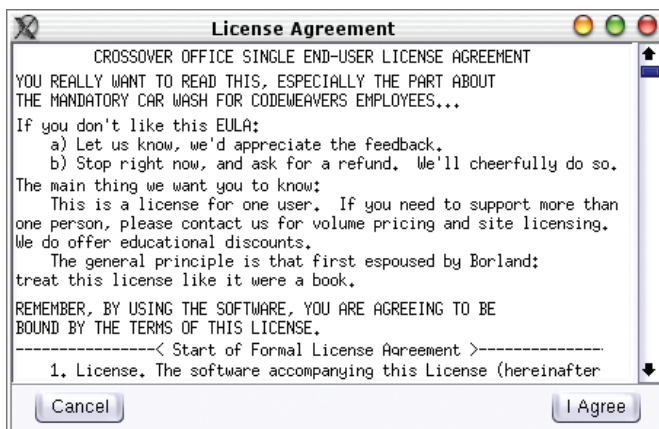 License Agreement
CROSSOVER OFFICE SINGLE END-USER LICENSE AGREEMENT
YOU REALLY WANT TO READ THIS, ESPECIALLY THE PART ABOUT
THE MANDATORY CAR WASH FOR CODEWEAVERS EMPLOYEES...
If you don't like this EULA:
a) Let us know, we'd appreciate the feedback.
b) Stop right now, and ask for a refund. We'll cheerfully do so.
The main thing we want you to know:
This is a license for one user. If you need to support more than
one person, please contact us for volume pricing and site licensing.
We do offer educational discounts.
The general principle is that first espoused by Borland:
treat this license like it were a book.
REMEMBER, BY USING THE SOFTWARE, YOU ARE AGREEING TO BE
BOUND BY THE TERMS OF THIS LICENSE.
----------------< Start of Formal License Agreement >--------------
1. License. The software accompanying this License (hereinafter
Cancel
I Agree